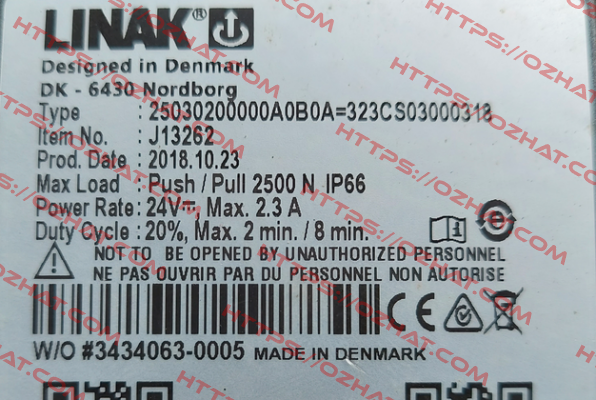 LINAK®
Designed in Denmark
DK - 6430 Nordborg
Type : 25030200000A0B0A=323CS03000318
Item No. : J13262
Prod. Date : 2018.10.23
Max Load : Push / Pull 2500 N IP66
Power Rate : 24V⎓, Max. 2.3 A
Duty Cycle : 20%, Max. 2 min. / 8 min.
NOT TO BE OPENED BY UNAUTHORIZED PERSONNEL
NE PAS OUVRIR PAR DU PERSONNEL NON AUTORISE
CE
W/O #3434063-0005 MADE IN DENMARK
HTTPS://OZHAT.COM